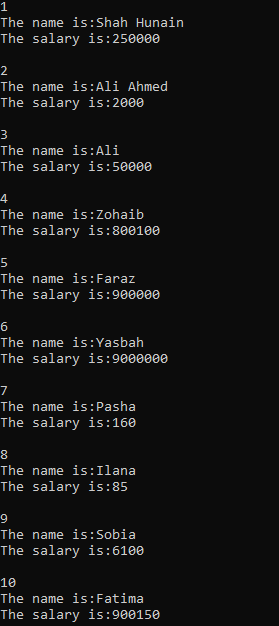 1
The name is:Shah Hunain
The salary is:250000
2
The name is:Ali Ahmed
The salary is:2000
3
The name is:Ali
The salary is:50000
4
The name is:Zohaib
The salary is:800100
5
The name is:Faraz
The salary is:900000
6
The name is:Yasbah
The salary is:9000000
7
The name is:Pasha
The salary is:160
8
The name is:Ilana
The salary is:85
9
The name is:Sobia
The salary is:6100
10
The name is:Fatima
The salary is:900150